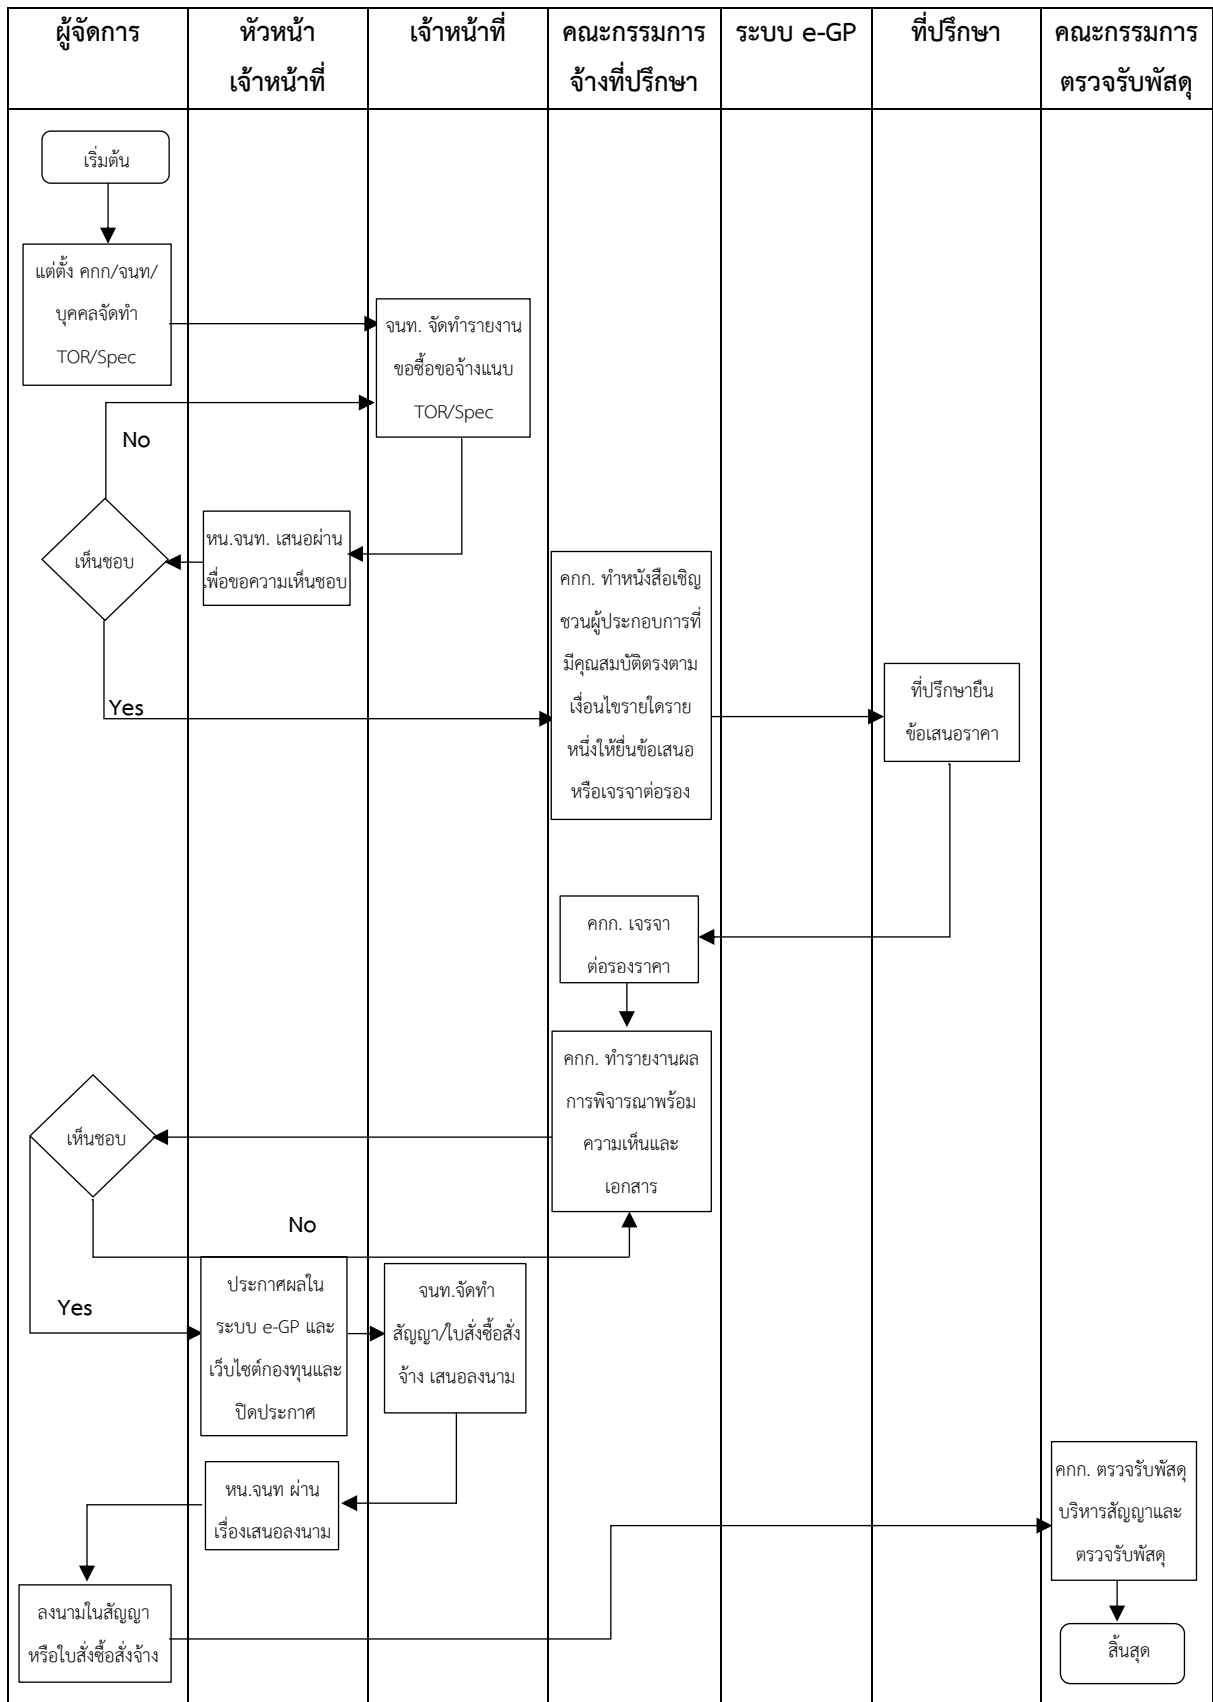 ผู้จัดการ
หัวหน้า
เจ้าหน้าที่
เจ้าหน้าที่
คณะกรรมการ
จ้างที่ปรึกษา
ระบบ e-GP
ที่ปรึกษา
คณะกรรมการ
ตรวจรับพัสดุ
เริ่มต้น
แต่ตั้ง คกก/จนท/
บุคคลจัดทำ
TOR/Spec
จนท. จัดทำรายงาน
ขอซื้อขอจ้างแนบ
TOR/Spec
No
เห็นชอบ
หน.จนท. เสนอผ่าน
เพื่อขอความเห็นชอบ
Yes
คกก. ทำหนังสือเชิญ
ชวนผู้ประกอบการที่
มีคุณสมบัติตรงตาม
เงื่อนไขรายใดราย
หนึ่งให้ยื่นข้อเสนอ
หรือเจรจาต่อรอง
ที่ปรึกษายืน
ข้อเสนอราคา
คกก. เจรจา
ต่อรองราคา
คกก. ทำรายงานผล
การพิจารณาพร้อม
ความเห็นและ
เอกสาร
เห็นชอบ
No
Yes
ประกาศผลใน
ระบบ e-GP และ
เว็บไซต์กองทุนและ
ปิดประกาศ
จนท.จัดทำ
สัญญา/ใบสั่งซื้อสั่ง
จ้าง เสนอลงนาม
หน.จนท ผ่าน
เรื่องเสนอลงนาม
ลงนามในสัญญา
หรือใบสั่งซื้อสั่งจ้าง
คกก. ตรวจรับพัสดุ
บริหารสัญญาและ
ตรวจรับพัสดุ
สิ้นสุด